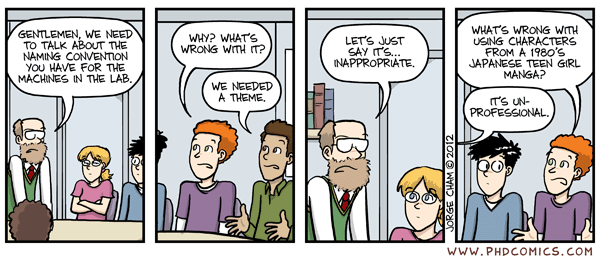 GENTLEMEN, WE NEED
TO TALK ABOUT THE
NAMING CONVENTION
YOU HAVE FOR THE
MACHINES IN THE LAB.
WHY? WHAT'S
WRONG WITH IT?
WE NEEDED
A THEME.
LET'S JUST
SAY IT'S...
INAPPROPRIATE.
JORGE CHAM © 2012
WHAT'S WRONG WITH
USING CHARACTERS
FROM A 1980'S
JAPANESE TEEN GIRL
MANGA?
IT'S UN-
PROFESSIONAL.
WWW.PHDCOMICS.COM